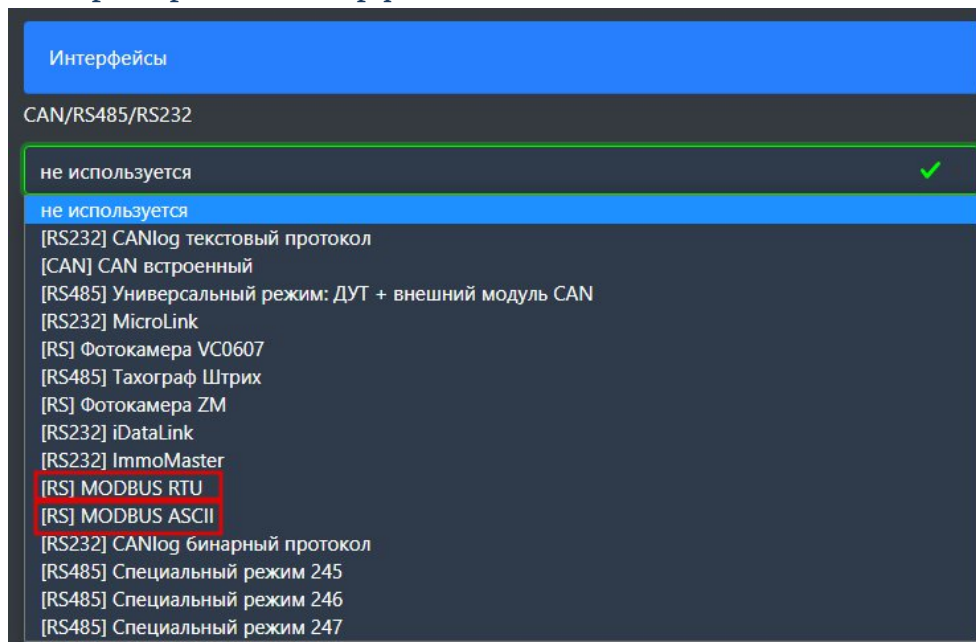 Интерфейсы
CAN/RS485/RS232
не используется
не используется
[RS232] CANlog текстовый протокол
[CAN] CAN встроенный
[RS485] Универсальный режим: ДУТ + внешний модуль CAN
[RS232] MicroLink
[RS] Фотокамера VC0607
[RS485] Тахограф Штрих
[RS] Фотокамера ZM
[RS232] iDataLink
[RS232] ImmoMaster
[RS] MODBUS RTU
[RS] MODBUS ASCII
[RS232] CANlog бинарный протокол
[RS485] Специальный режим 245
[RS485] Специальный режим 246
[RS485] Специальный режим 247